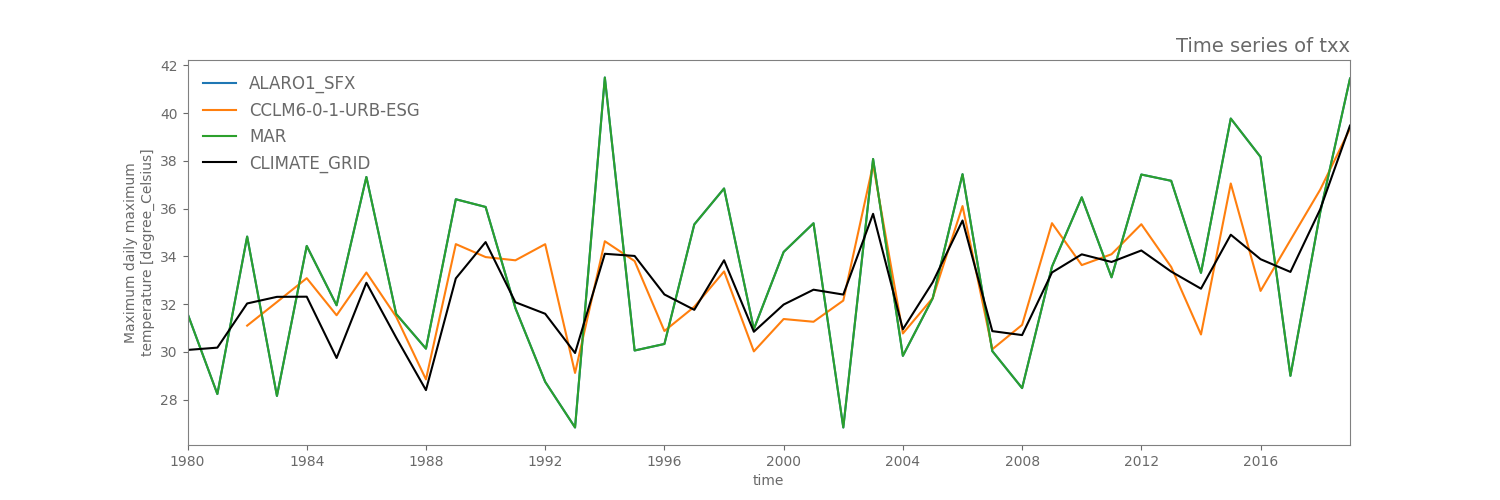 Time series of txx
42
40
38
36
34
32
30
28
Maximum daily maximum
temperature [degree_Celsius]
ALARO1_SFX
CCLM6-0-1-URB-ESG
MAR
CLIMATE_GRID
1980 1984 1988 1992 1996 2000 2004 2008 2012 2016
time